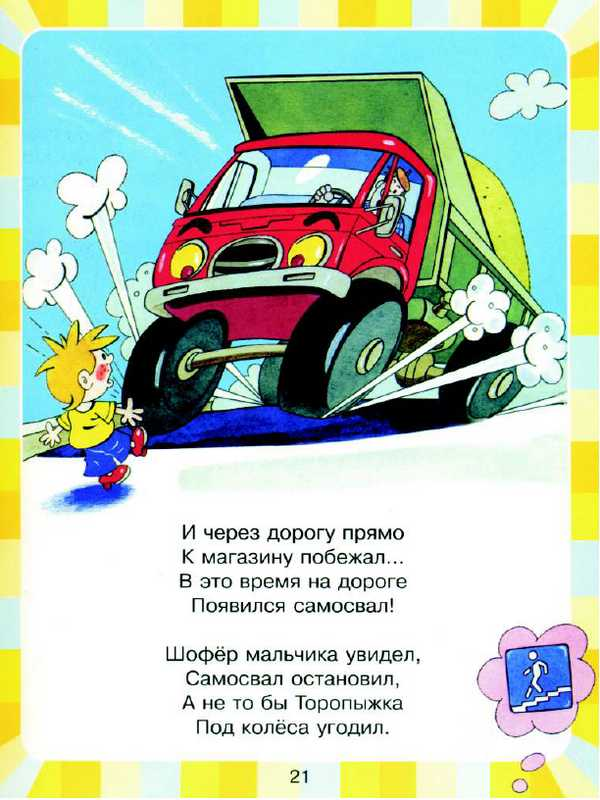 И через дорогу прямо
К магазину побежал...
В это время на дороге
Появился самосвал!
Шофёр мальчика увидел,
Самосвал остановил,
А не то бы Торопыжка
Под колёса угодил.
21